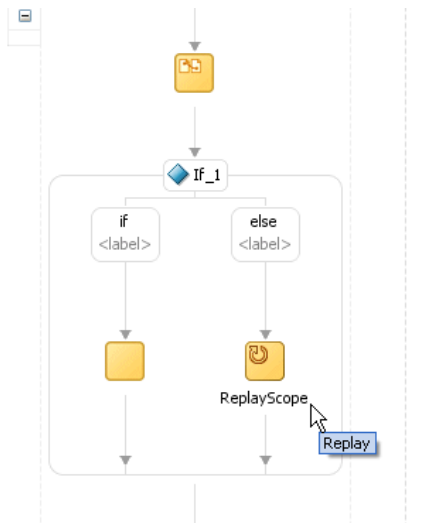 If_1
if
<label>
else
<label>
ReplayScope
Replay